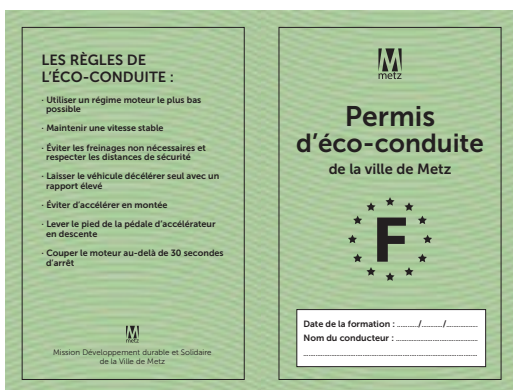 LES RÈGLES DE
L'ÉCO-CONDUITE :
· Utiliser un régime moteur le plus bas
possible
· Maintenir une vitesse stable
· Éviter les freinages non nécessaires et
respecter les distances de sécurité
· Laisser le véhicule décélérer seul avec un
rapport élevé
· Éviter d'accélérer en montée
· Lever le pied de la pédale d'accélérateur
en descente
· Couper le moteur au-delà de 30 secondes
d'arrêt
M
metz
Mission Développement durable et Solidaire
de la Ville de Metz
M
metz
Permis
d'éco-conduite
de la ville de Metz
F
Date de la formation : ........./........./..............
Nom du conducteur : ....................................
................................................................................